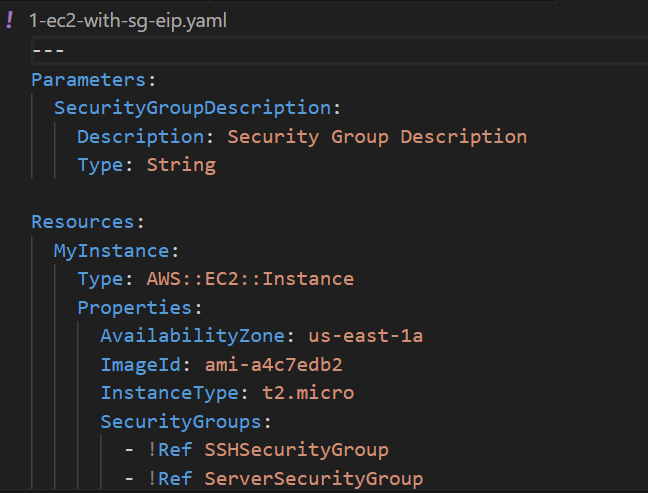 ! 1-ec2-with-sg-eip.yaml
---
Parameters:
SecurityGroupDescription:
Description: Security Group Description
Type: String
Resources:
MyInstance:
Type: AWS::EC2::Instance
Properties:
AvailabilityZone: us-east-1a
ImageId: ami-a4c7edb2
InstanceType: t2.micro
SecurityGroups:
- !Ref SSHSecurityGroup
- !Ref ServerSecurityGroup